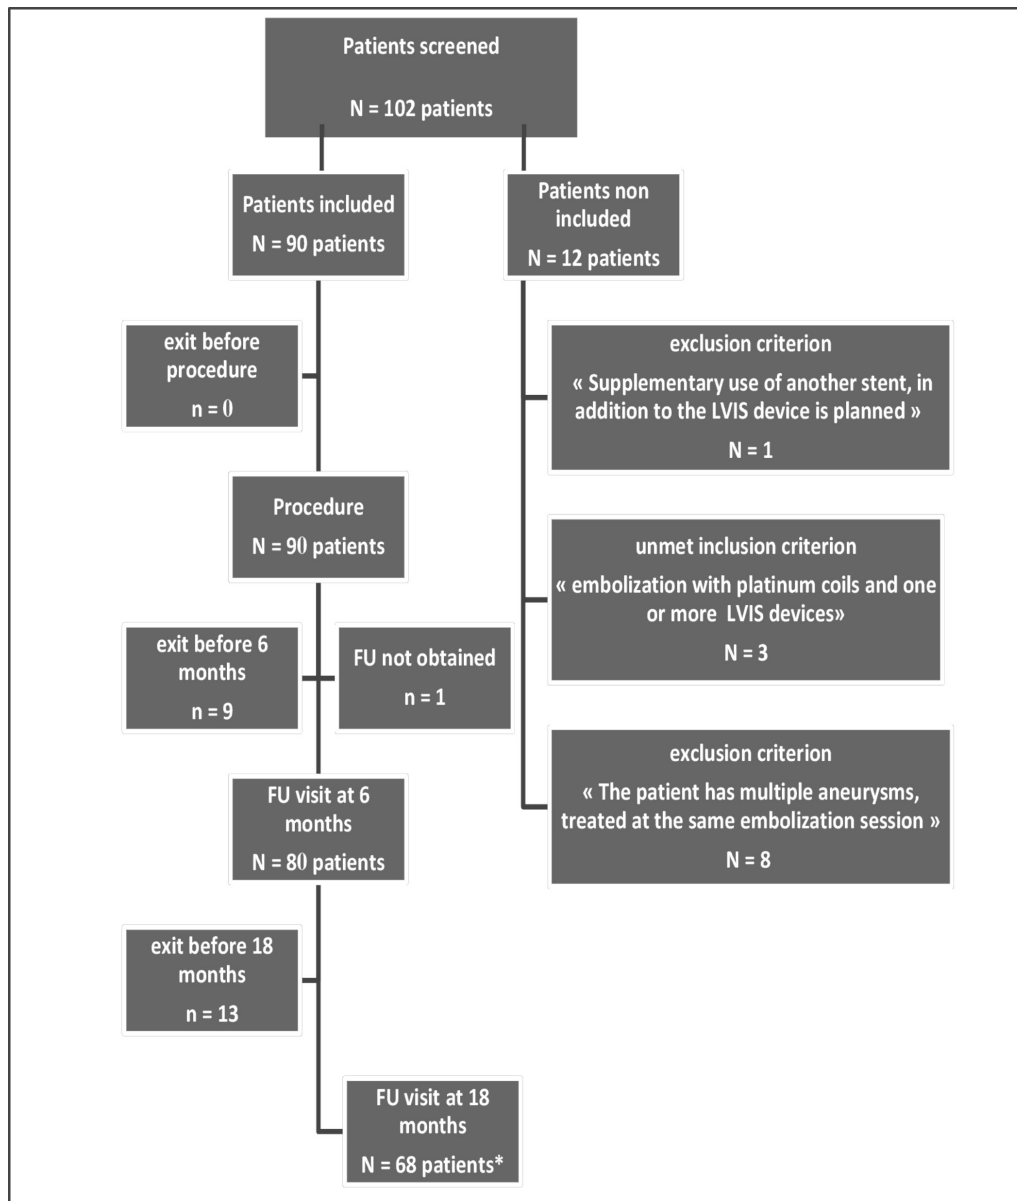 Patients screened
N = 102 patients
Patients included
N = 90 patients
Patients non
included
N = 12 patients
exit before
procedure
n = 0
exclusion criterion
« Supplementary use of another stent, in
addition to the LVIS device is planned »
N = 1
Procedure
N = 90 patients
unmet inclusion criterion
« embolization with platinum coils and one
or more LVIS devices»
N = 3
exit before 6
months
n = 9
FU not obtained
n = 1
FU visit at 6
months
N = 80 patients
exclusion criterion
« The patient has multiple aneurysms,
treated at the same embolization session »
N = 8
exit before 18
months
n = 13
FU visit at 18
months
N = 68 patients*